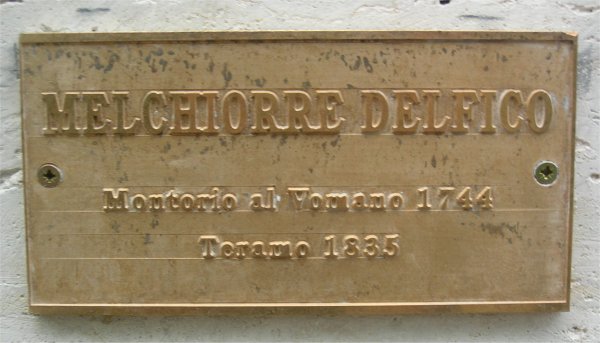 MELCHIORRE DELFICO
Montorio al Vomano 1744
Teramo 1835